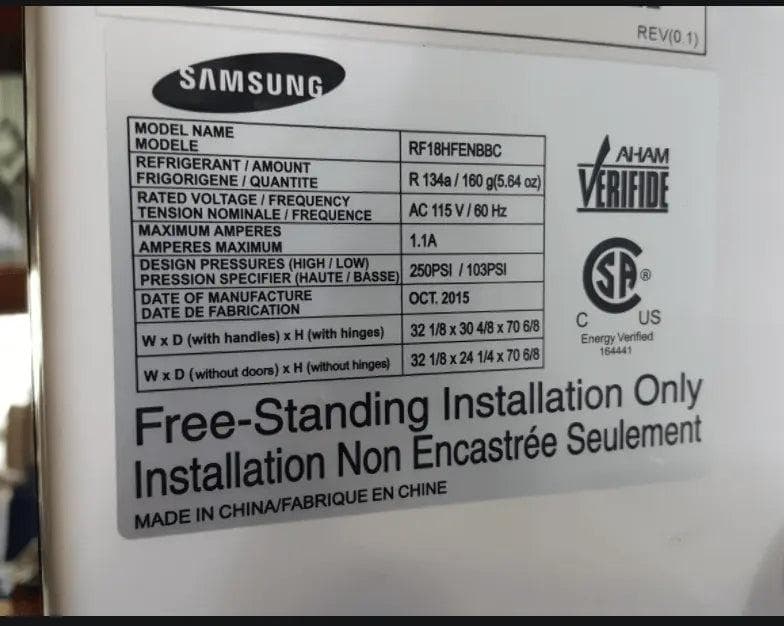 REV(0.1)
SAMSUNG
MODEL NAME
MODELE
RF18HFENBBC
REFRIGERANT / AMOUNT
FRIGORIGENE / QUANTITE
R 134a / 160 g(5.64 oz)
RATED VOLTAGE / FREQUENCY
TENSION NOMINALE / FREQUENCE
AC 115 V / 60 Hz
MAXIMUM AMPERES
AMPERES MAXIMUM
1.1A
DESIGN PRESSURES (HIGH / LOW)
PRESSION SPECIFIER (HAUTE / BASSE)
250PSI / 103PSI
DATE OF MANUFACTURE
DATE DE FABRICATION
OCT. 2015
W x D (with handles) x H (with hinges)
32 1/8 x 30 4/8 x 70 6/8
W x D (without doors) x H (without hinges)
32 1/8 x 24 1/4 x 70 6/8
AHAM
VERIFIDE
SA ®
C US
Energy Verified
164441
Free-Standing Installation Only
Installation Non Encastrée Seulement
MADE IN CHINA/FABRIQUE EN CHINE